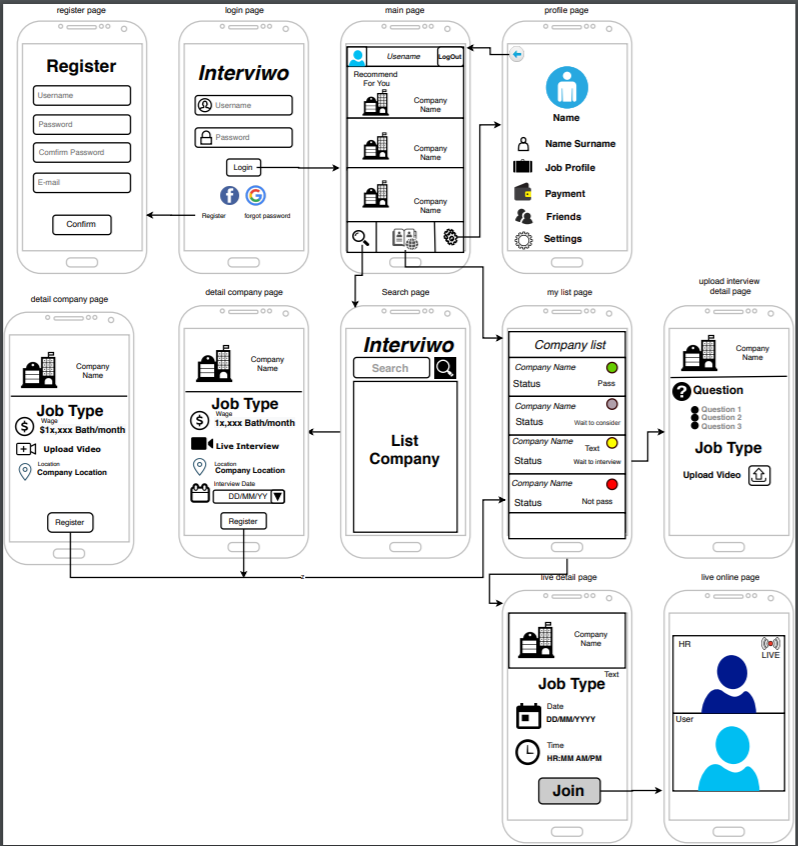 register page
Register
Username
Password
Comfirm Password
E-mail
Confirm
login page
Interviwo
Username
Password
Login
Register
forgot password
main page
Usename
LogOut
Recommend
For You
Company
Name
Company
Name
Company
Name
profile page
Name
Name Surname
Job Profile
Payment
Friends
Settings
detail company page
Company
Name
Job Type
Wage
$1x,xxx Bath/month
Upload Video
Location
Company Location
Register
detail company page
Company
Name
Job Type
Wage
1x,xxx Bath/month
Live Interview
Location
Company Location
Interview Date
DD/MM/YY
Register
z
Search page
Interviwo
Search
List
Company
my list page
Company list
Company Name
Status
Pass
Company Name
Status
Wait to consider
Company Name
Text
Status
Wait to interview
Company Name
Status
Not pass
upload interview
detail page
Company
Name
Question
Question 1
Question 2
Question 3
Job Type
Upload Video
live detail page
Company
Name
Text
Job Type
Date
DD/MM/YYYY
Time
HR:MM AM/PM
Join
live online page
HR
LIVE
User